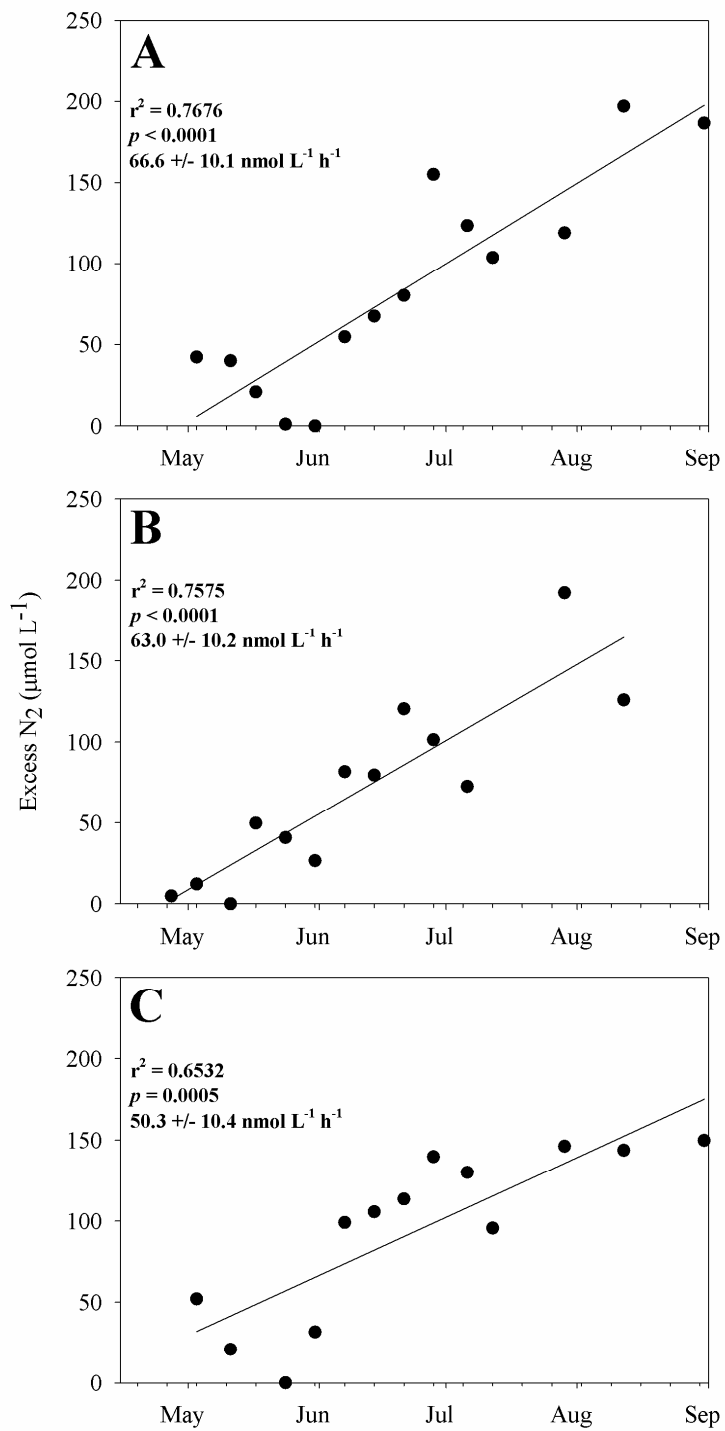 250
A
r² = 0.7676
200
p < 0.0001
66.6 +/- 10.1 nmol L⁻¹ h⁻¹
150
100
50
0
May Jun Jul Aug Sep
250
B
r² = 0.7575
200
p < 0.0001
63.0 +/- 10.2 nmol L⁻¹ h⁻¹
150
Excess N₂ (µmol L⁻¹)
100
50
0
May Jun Jul Aug Sep
250
C
r² = 0.6532
200
p = 0.0005
50.3 +/- 10.4 nmol L⁻¹ h⁻¹
150
100
50
0
May Jun Jul Aug Sep